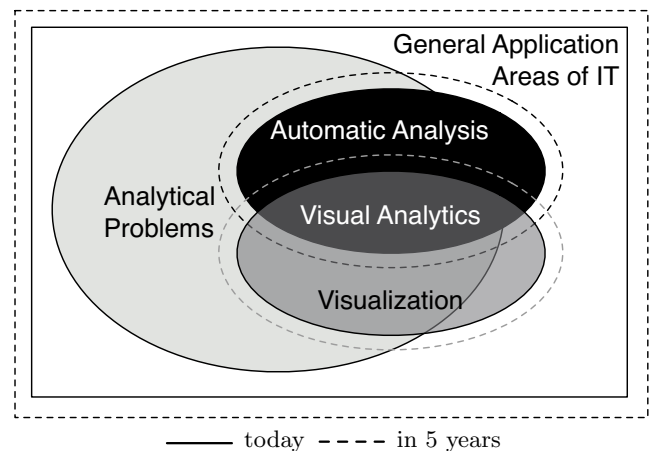 General Application
Areas of IT
Automatic Analysis
Analytical
Problems
Visual Analytics
Visualization
today
in 5 years